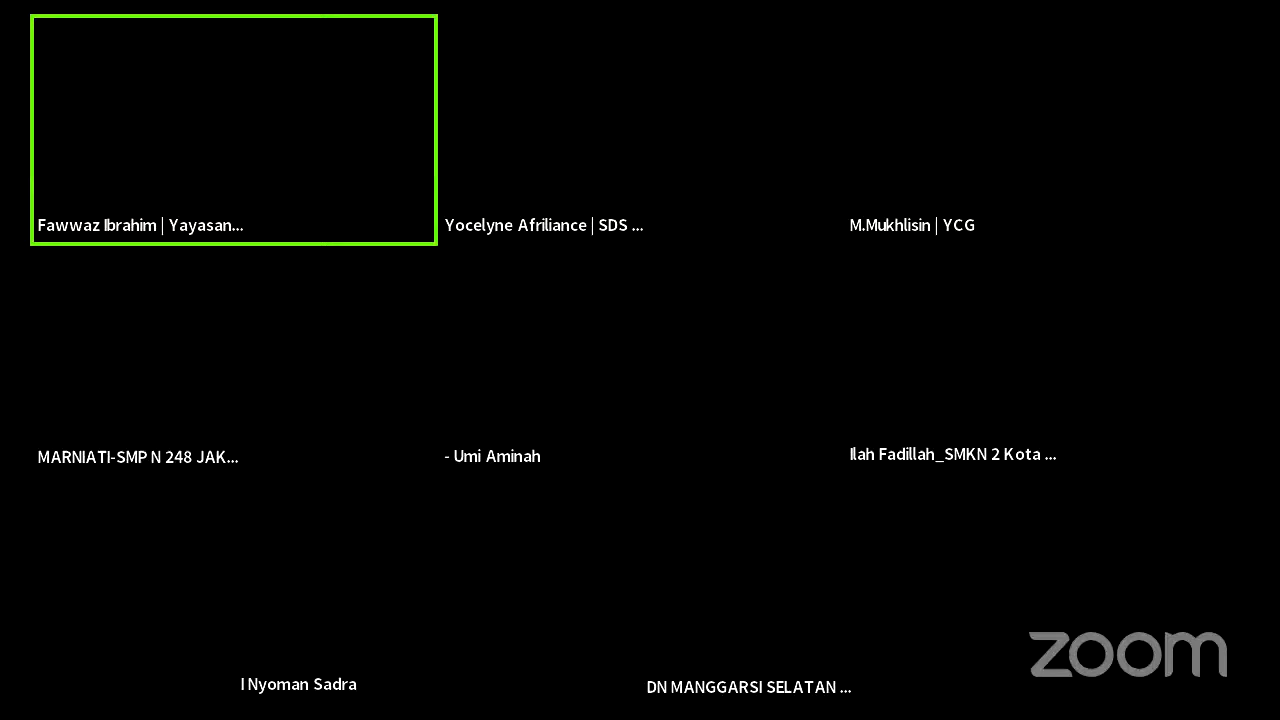 Fawwaz Ibrahim | Yayasan...
Yocelyne Afriliance | SDS ...
M.Mukhlisin | YCG
MARNIATI-SMP N 248 JAK...
- Umi Aminah
Ilah Fadillah_SMKN 2 Kota ...
I Nyoman Sadra
DN MANGGARSI SELATAN ...
zoom